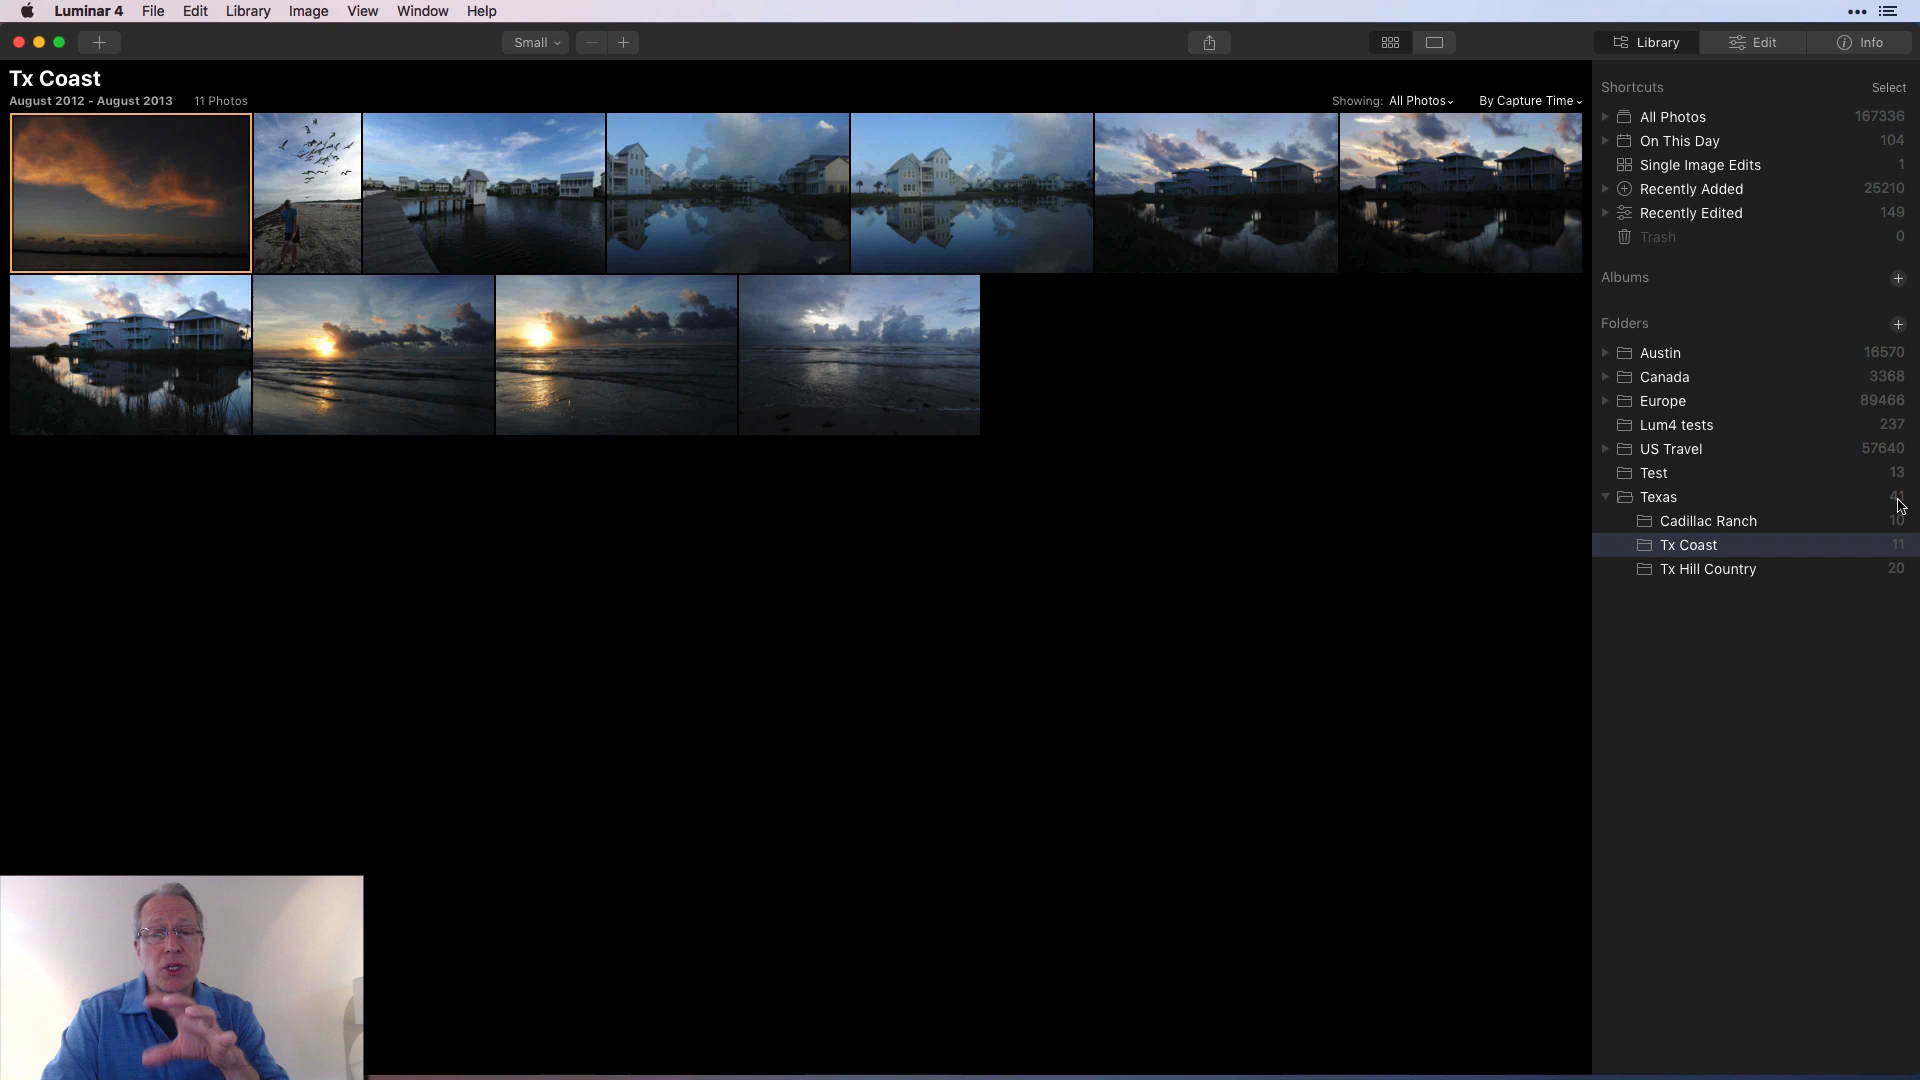 Luminar 4 File Edit Library Image View Window Help
Small
Library Edit Info
Tx Coast
August 2012 - August 2013 11 Photos
Showing: All Photos By Capture Time
Shortcuts Select
All Photos 167336
On This Day 104
Single Image Edits 1
Recently Added 25210
Recently Edited 149
Trash 0
Albums
Folders
Austin 16570
Canada 3368
Europe 89466
Lum4 tests 237
US Travel 57640
Test 13
Texas 41
Cadillac Ranch 10
Tx Coast 11
Tx Hill Country 20